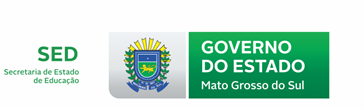 SED
Secretaria de Estado
de Educação
GOVERNO
DO ESTADO
Mato Grosso do Sul